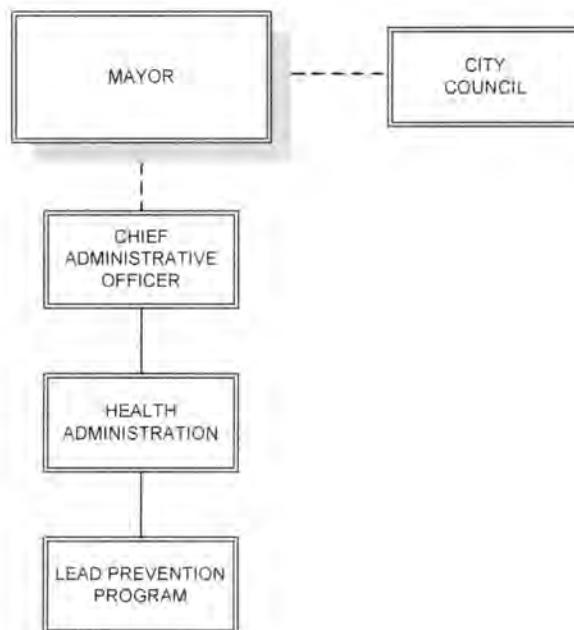 MAYOR
CITY
COUNCIL
CHIEF
ADMINISTRATIVE
OFFICER
HEALTH
ADMINISTRATION
LEAD PREVENTION
PROGRAM